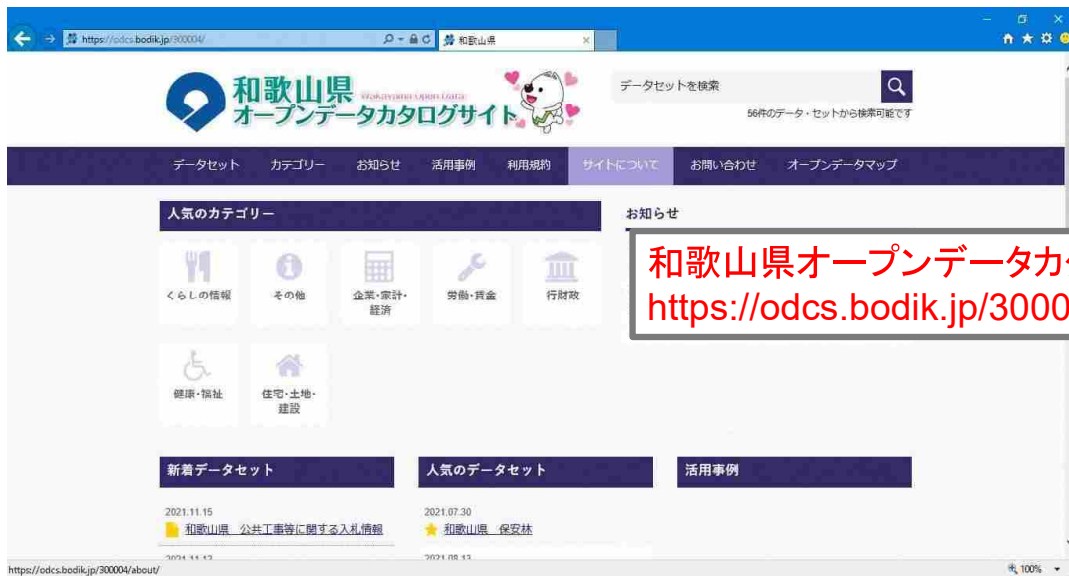 https://odcs.bodik.jp/300004/
和歌山県
和歌山県
Wakayama Open Data
オープンデータカタログサイト
データセットを検索
56件のデータ・セットから検索可能です
データセット カテゴリー お知らせ 活用事例 利用規約 サイトについて お問い合わせ オープンデータマップ
人気のカテゴリー
お知らせ
和歌山県オープンデータカ
https://odcs.bodik.jp/3000
くらしの情報
その他
企業・家計・
経済
労働・賃金
行財政
健康・福祉
住宅・土地・
建設
新着データセット
人気のデータセット
活用事例
2021.11.15
和歌山県 公共工事等に関する入札情報
2021.07.30
和歌山県 保安林
2021.11.12
2021.08.13
https://odcs.bodik.jp/300004/about/
100%